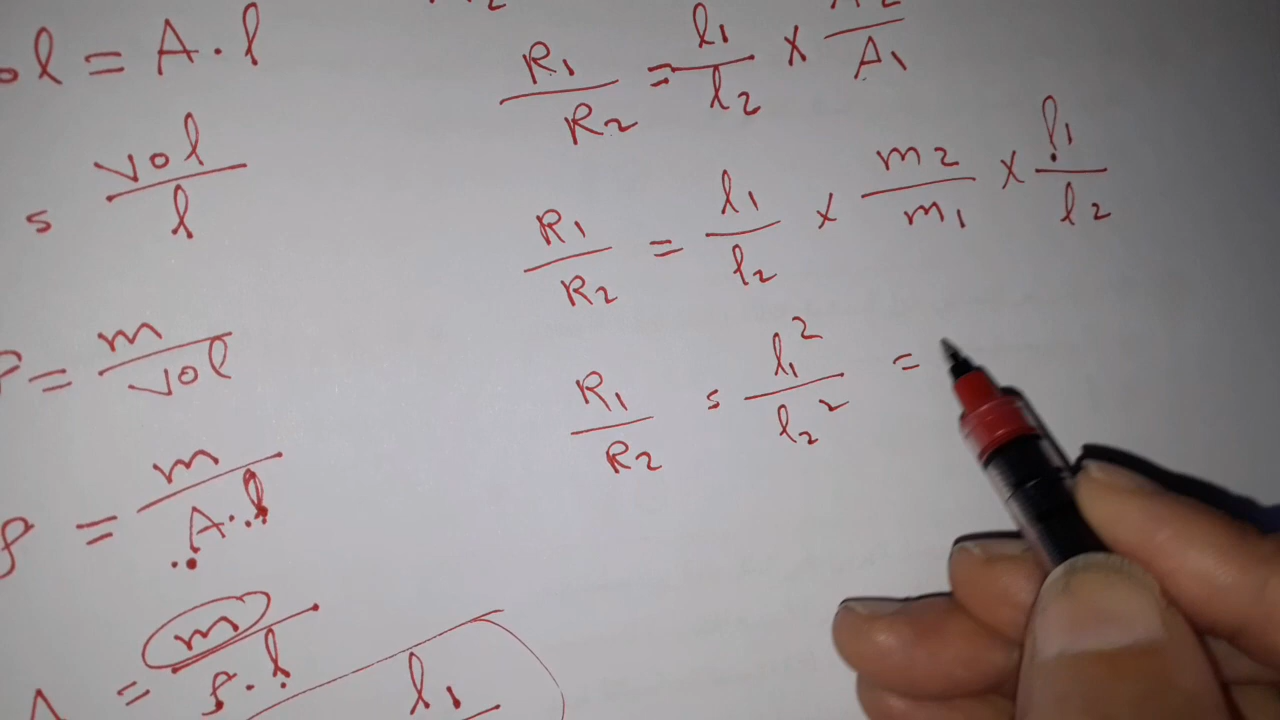 ol = A·l
vol/l
ρ = m/vol
ρ = m/A·l
= m/ρ·l
l₁
R₁/R₂ = l₁/l₂ × A₂/A₁
R₁/R₂ = l₁/l₂ × m₂/m₁ × l₁/l₂
R₁/R₂ = l₁²/l₂² =